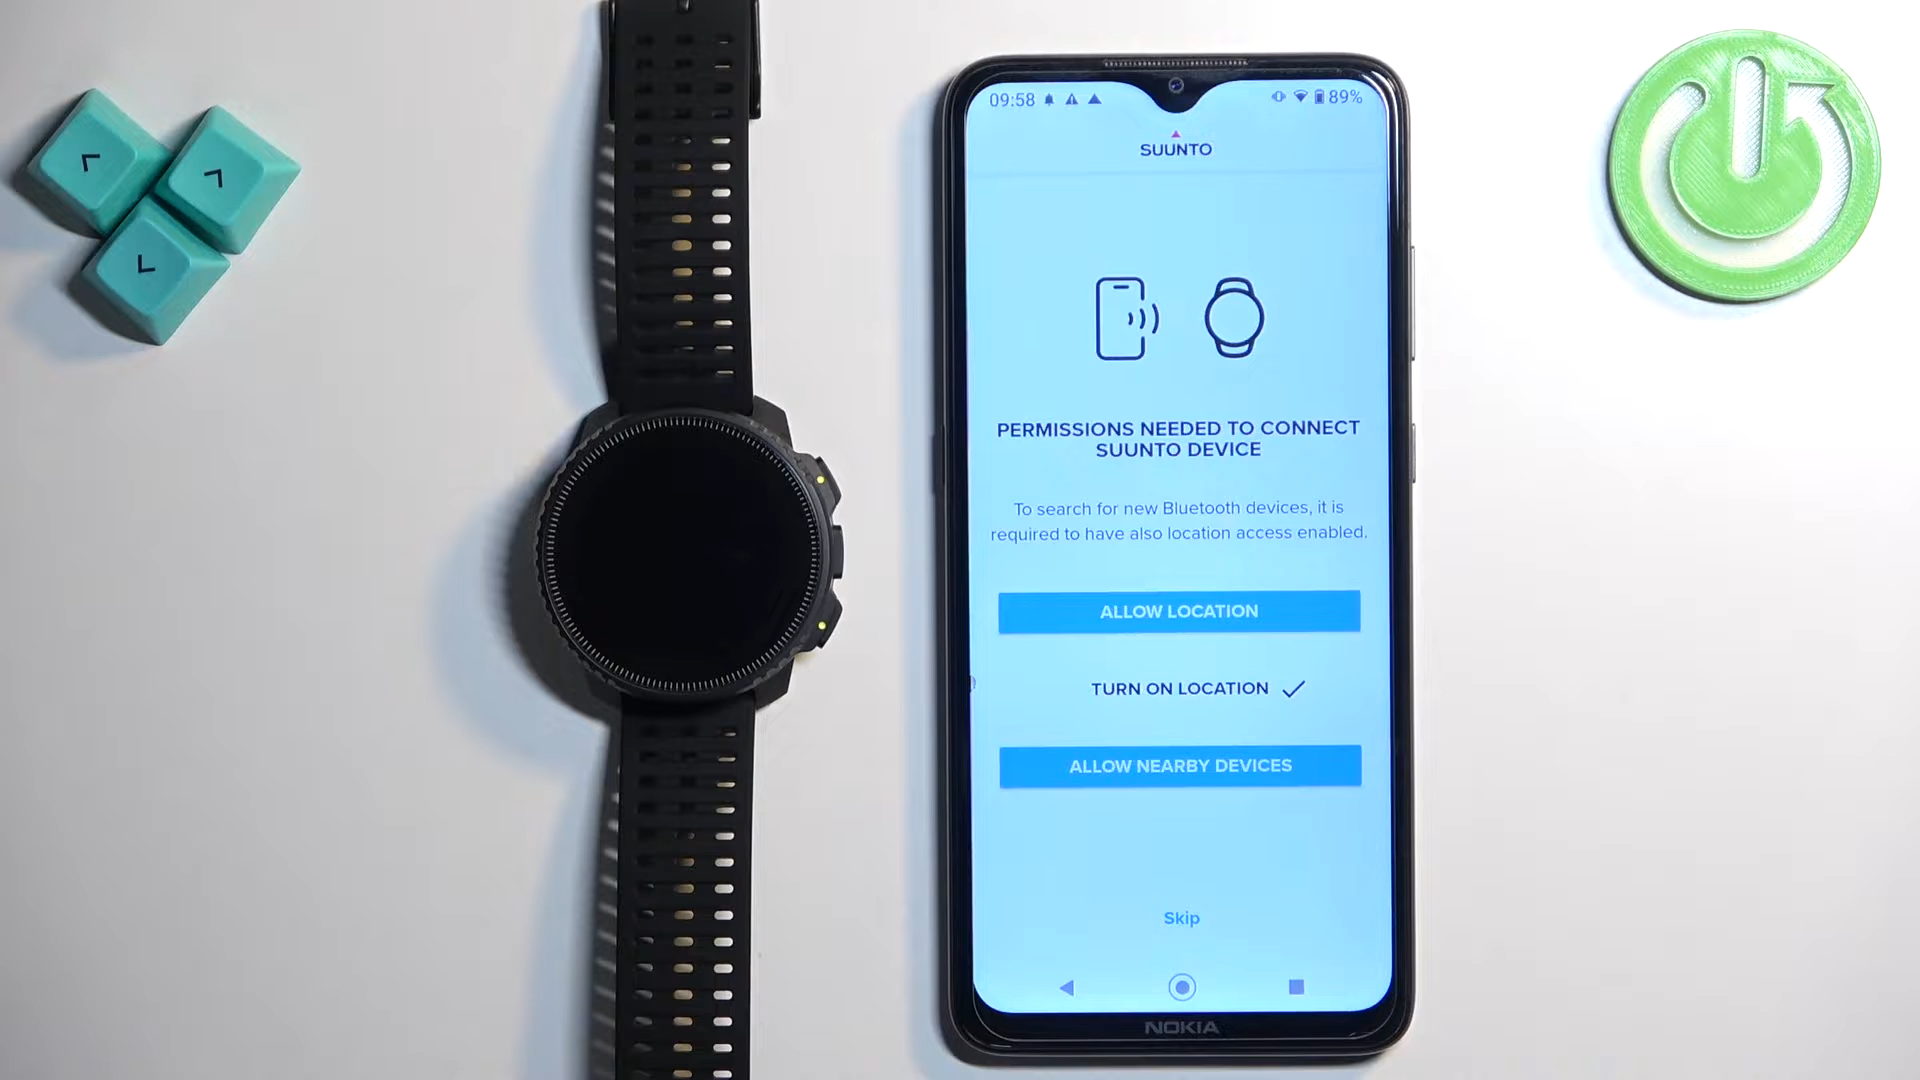 09:58
89%
SUUNTO
PERMISSIONS NEEDED TO CONNECT
SUUNTO DEVICE
To search for new Bluetooth devices, it is
required to have also location access enabled.
ALLOW LOCATION
TURN ON LOCATION
ALLOW NEARBY DEVICES
Skip
NOKIA